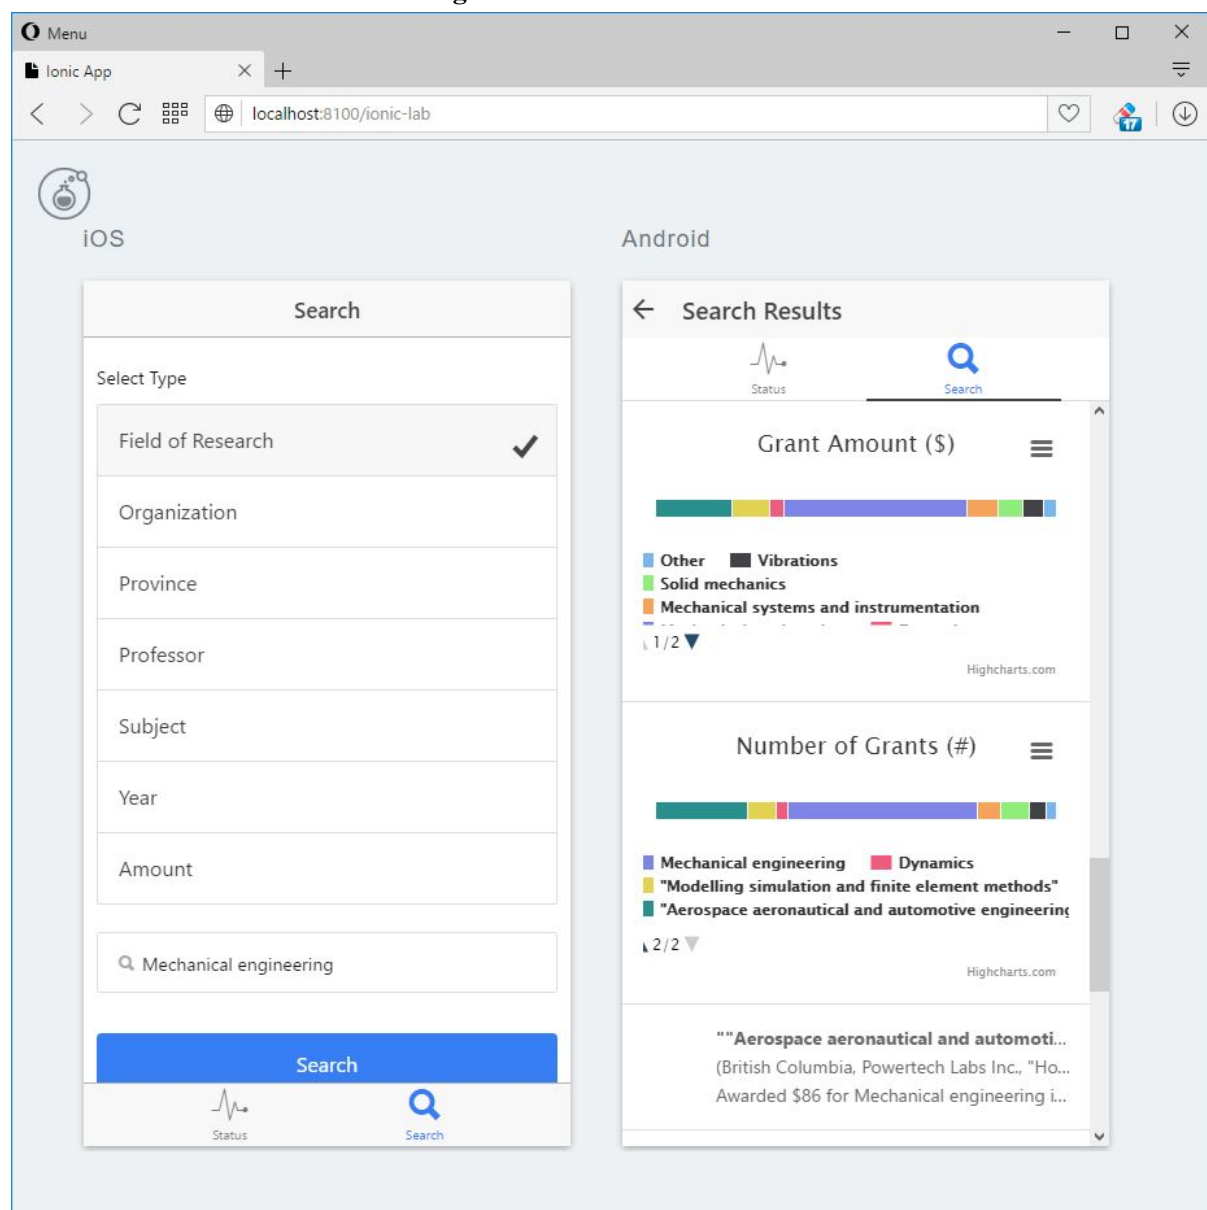 Menu
Ionic App
localhost:8100/ionic-lab
17
iOS
Search
Select Type
Field of Research
Organization
Province
Professor
Subject
Year
Amount
Mechanical engineering
Search
Status
Search
Android
Search Results
Status
Search
Grant Amount ($)
Other Vibrations
Solid mechanics
Mechanical systems and instrumentation
1/2
Highcharts.com
Number of Grants (#)
Mechanical engineering Dynamics
"Modelling simulation and finite element methods"
"Aerospace aeronautical and automotive engineering
2/2
Highcharts.com
""Aerospace aeronautical and automoti...
(British Columbia, Powertech Labs Inc., "Ho...
Awarded $86 for Mechanical engineering i...